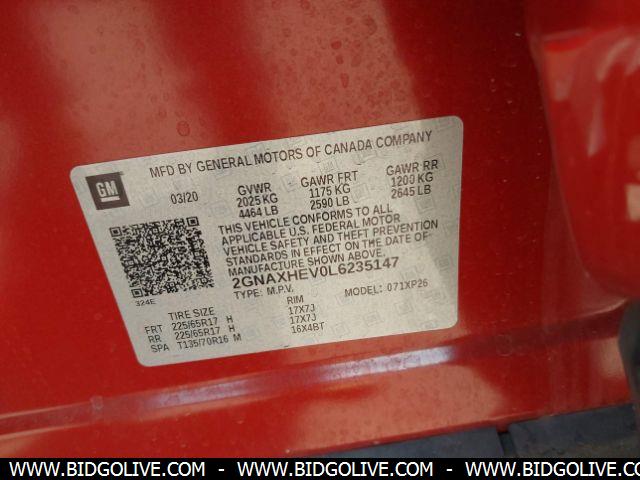 MFD BY GENERAL MOTORS OF CANADA COMPANY
GM
03/20 GVWR GAWR FRT GAWR RR
2025KG 1175 KG 1200 KG
4464 LB 2590 LB 2645 LB
THIS VEHICLE CONFORMS TO ALL
APPLICABLE U.S. FEDERAL MOTOR
VEHICLE SAFETY AND THEFT PREVENTION
STANDARDS IN EFFECT ON THE DATE OF
MANUFACTURE SHOWN ABOVE.
2GNAXHEV0L6235147
324E TYPE: M.P.V. MODEL: 071XP26
TIRE SIZE RIM
FRT 225/65R17 H 17X7J
RR 225/65R17 H 17X7J
SPA T135/70R16 M 16X4BT
WWW.BIDGOLIVE.COM - WWW.BIDGOLIVE.COM - WWW.BIDGOLIVE.COM